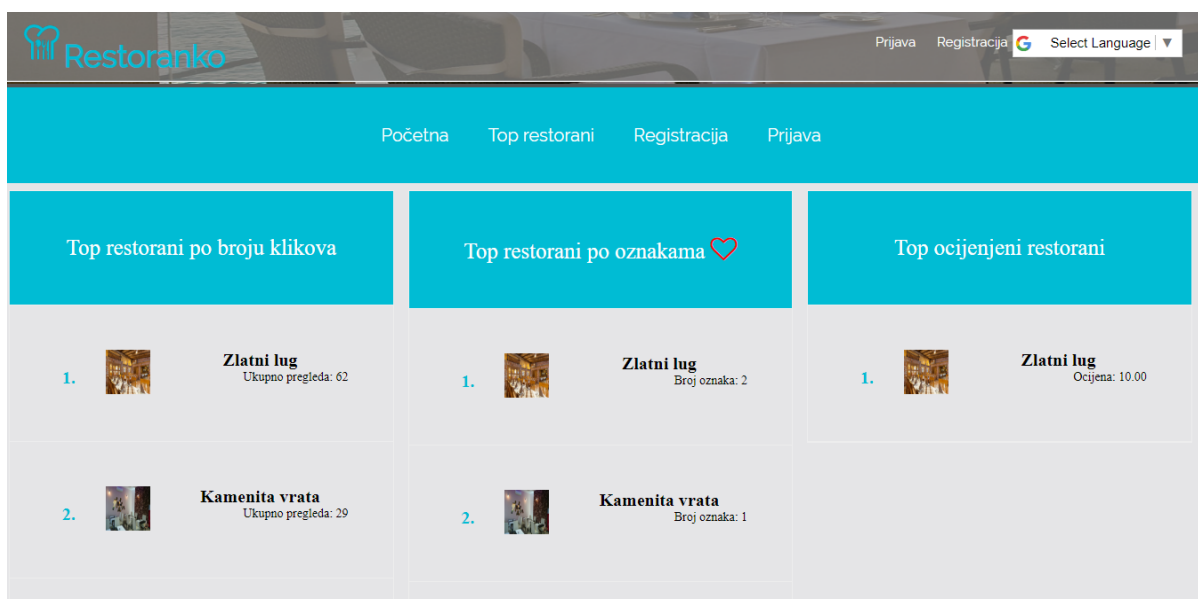 Restoranko
Prijava Registracija Select Language ▼
Početna Top restorani Registracija Prijava
Top restorani po broju klikova
1. Zlatni lug
Ukupno pregleda: 62
2. Kamenita vrata
Ukupno pregleda: 29
Top restorani po oznakama
1. Zlatni lug
Broj oznaka: 2
2. Kamenita vrata
Broj oznaka: 1
Top ocijenjeni restorani
1. Zlatni lug
Ocijena: 10.00